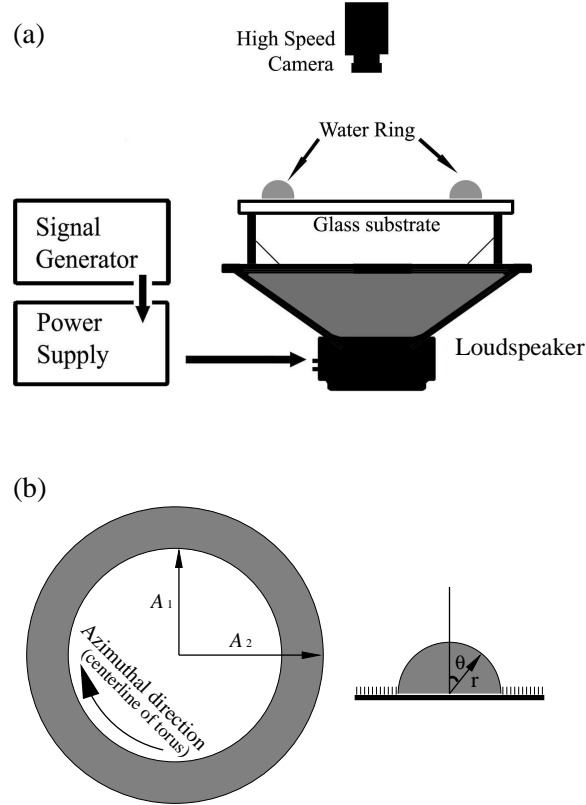 (a)
High Speed
Camera
Water Ring
Glass substrate
Signal
Generator
Power
Supply
Loudspeaker
(b)
A1
A2
Azimuthal direction
(centerline of torus)
θ
r